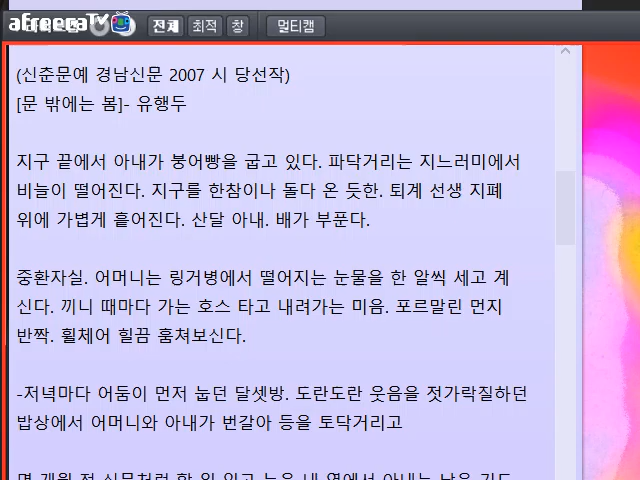 afreecaTV
전체 최적 창 멀티캠
(신춘문예 경남신문 2007 시 당선작)
[문 밖에는 봄]- 유행두
지구 끝에서 아내가 붕어빵을 굽고 있다. 파닥거리는 지느러미에서
비늘이 떨어진다. 지구를 한참이나 돌다 온 듯한. 퇴계 선생 지폐
위에 가볍게 흩어진다. 산달 아내. 배가 부푼다.
중환자실. 어머니는 링거병에서 떨어지는 눈물을 한 알씩 세고 계
신다. 끼니 때마다 가는 호스 타고 내려가는 미음. 포르말린 먼지
반짝. 휠체어 힐끔 훔쳐보신다.
-저녁마다 어둠이 먼저 눕던 달셋방. 도란도란 웃음을 젓가락질하던
밥상에서 어머니와 아내가 번갈아 등을 토닥거리고